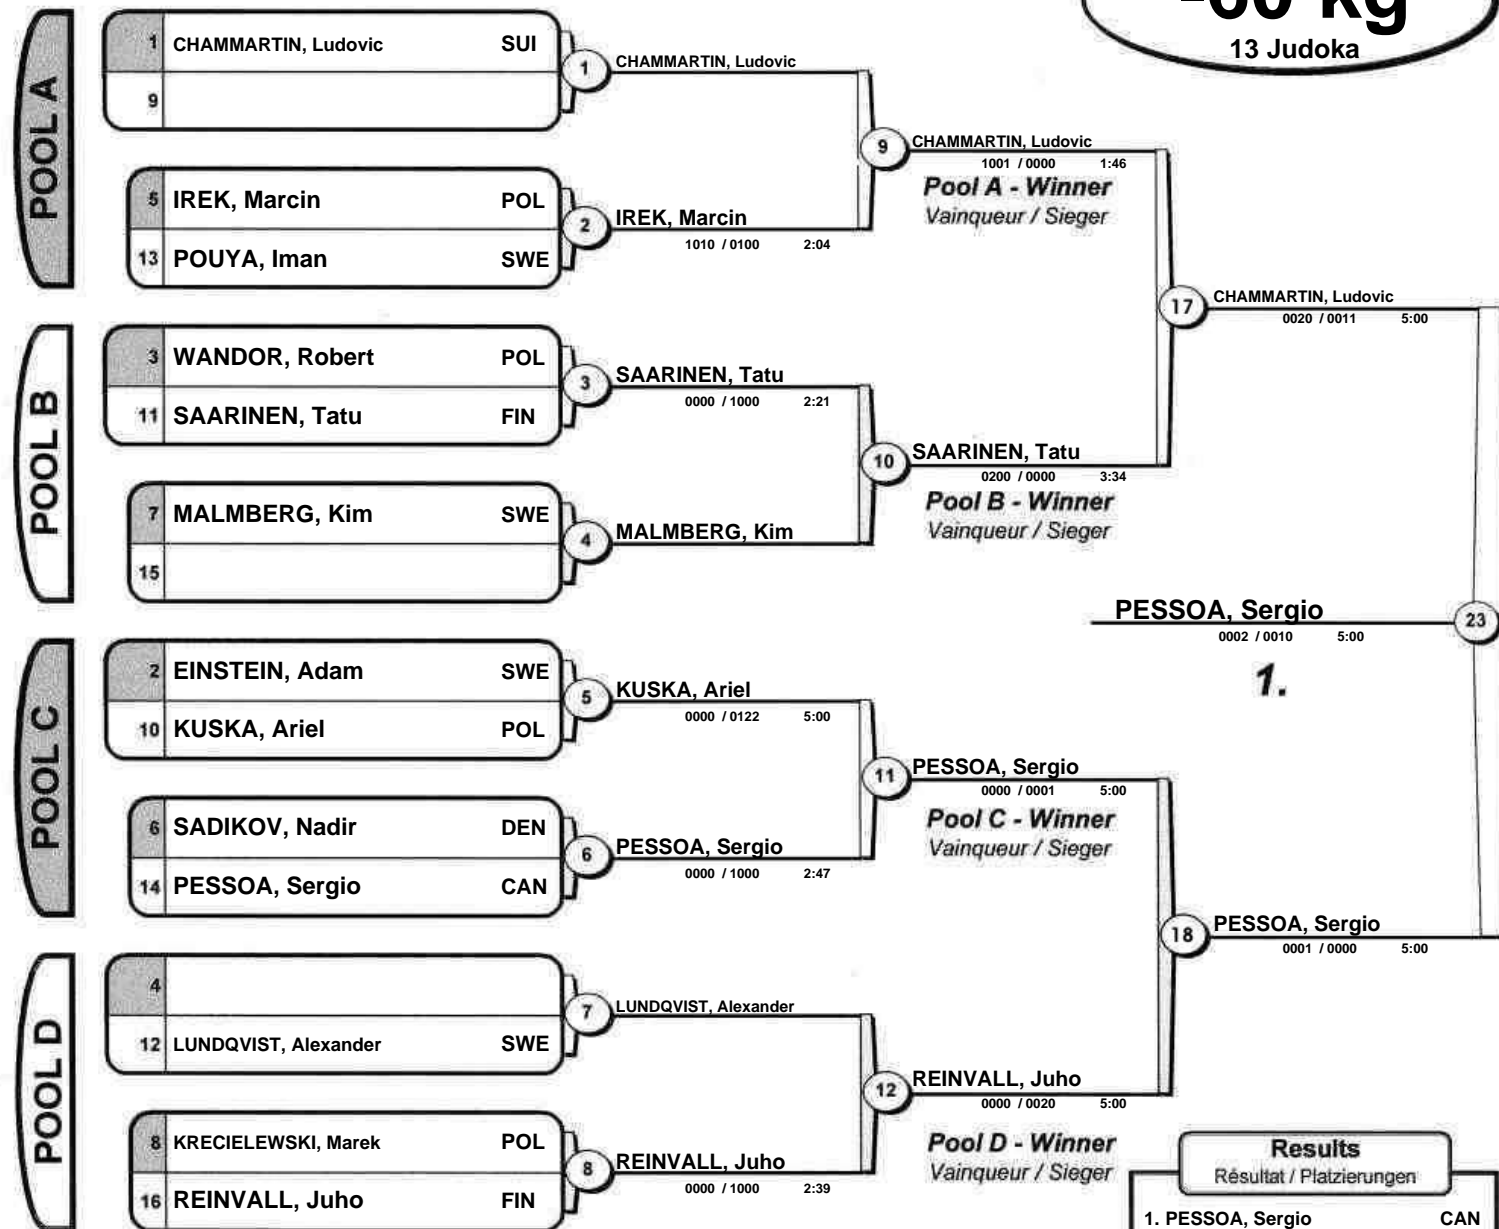 -60 kg
13 Judoka
POOL A
1 CHAMMARTIN, Ludovic SUI
9
1 CHAMMARTIN, Ludovic
5 IREK, Marcin POL
13 POUYA, Iman SWE
2 IREK, Marcin
1010 / 0100 2:04
9 CHAMMARTIN, Ludovic
1001 / 0000 1:46
Pool A - Winner
Vainqueur / Sieger
POOL B
3 WANDOR, Robert POL
11 SAARINEN, Tatu FIN
3 SAARINEN, Tatu
0000 / 1000 2:21
7 MALMBERG, Kim SWE
15
4 MALMBERG, Kim
10 SAARINEN, Tatu
0200 / 0000 3:34
Pool B - Winner
Vainqueur / Sieger
17 CHAMMARTIN, Ludovic
0020 / 0011 5:00
PESSOA, Sergio 23
0002 / 0010 5:00
1.
POOL C
2 EINSTEIN, Adam SWE
10 KUSKA, Ariel POL
5 KUSKA, Ariel
0000 / 0122 5:00
6 SADIKOV, Nadir DEN
14 PESSOA, Sergio CAN
6 PESSOA, Sergio
0000 / 1000 2:47
11 PESSOA, Sergio
0000 / 0001 5:00
Pool C - Winner
Vainqueur / Sieger
18 PESSOA, Sergio
0001 / 0000 5:00
POOL D
4
12 LUNDQVIST, Alexander SWE
7 LUNDQVIST, Alexander
8 KRECIELEWSKI, Marek POL
16 REINVALL, Juho FIN
8 REINVALL, Juho
0000 / 1000 2:39
12 REINVALL, Juho
0000 / 0020 5:00
Pool D - Winner
Vainqueur / Sieger
Results
Résultat / Platzierungen
1. PESSOA, Sergio CAN